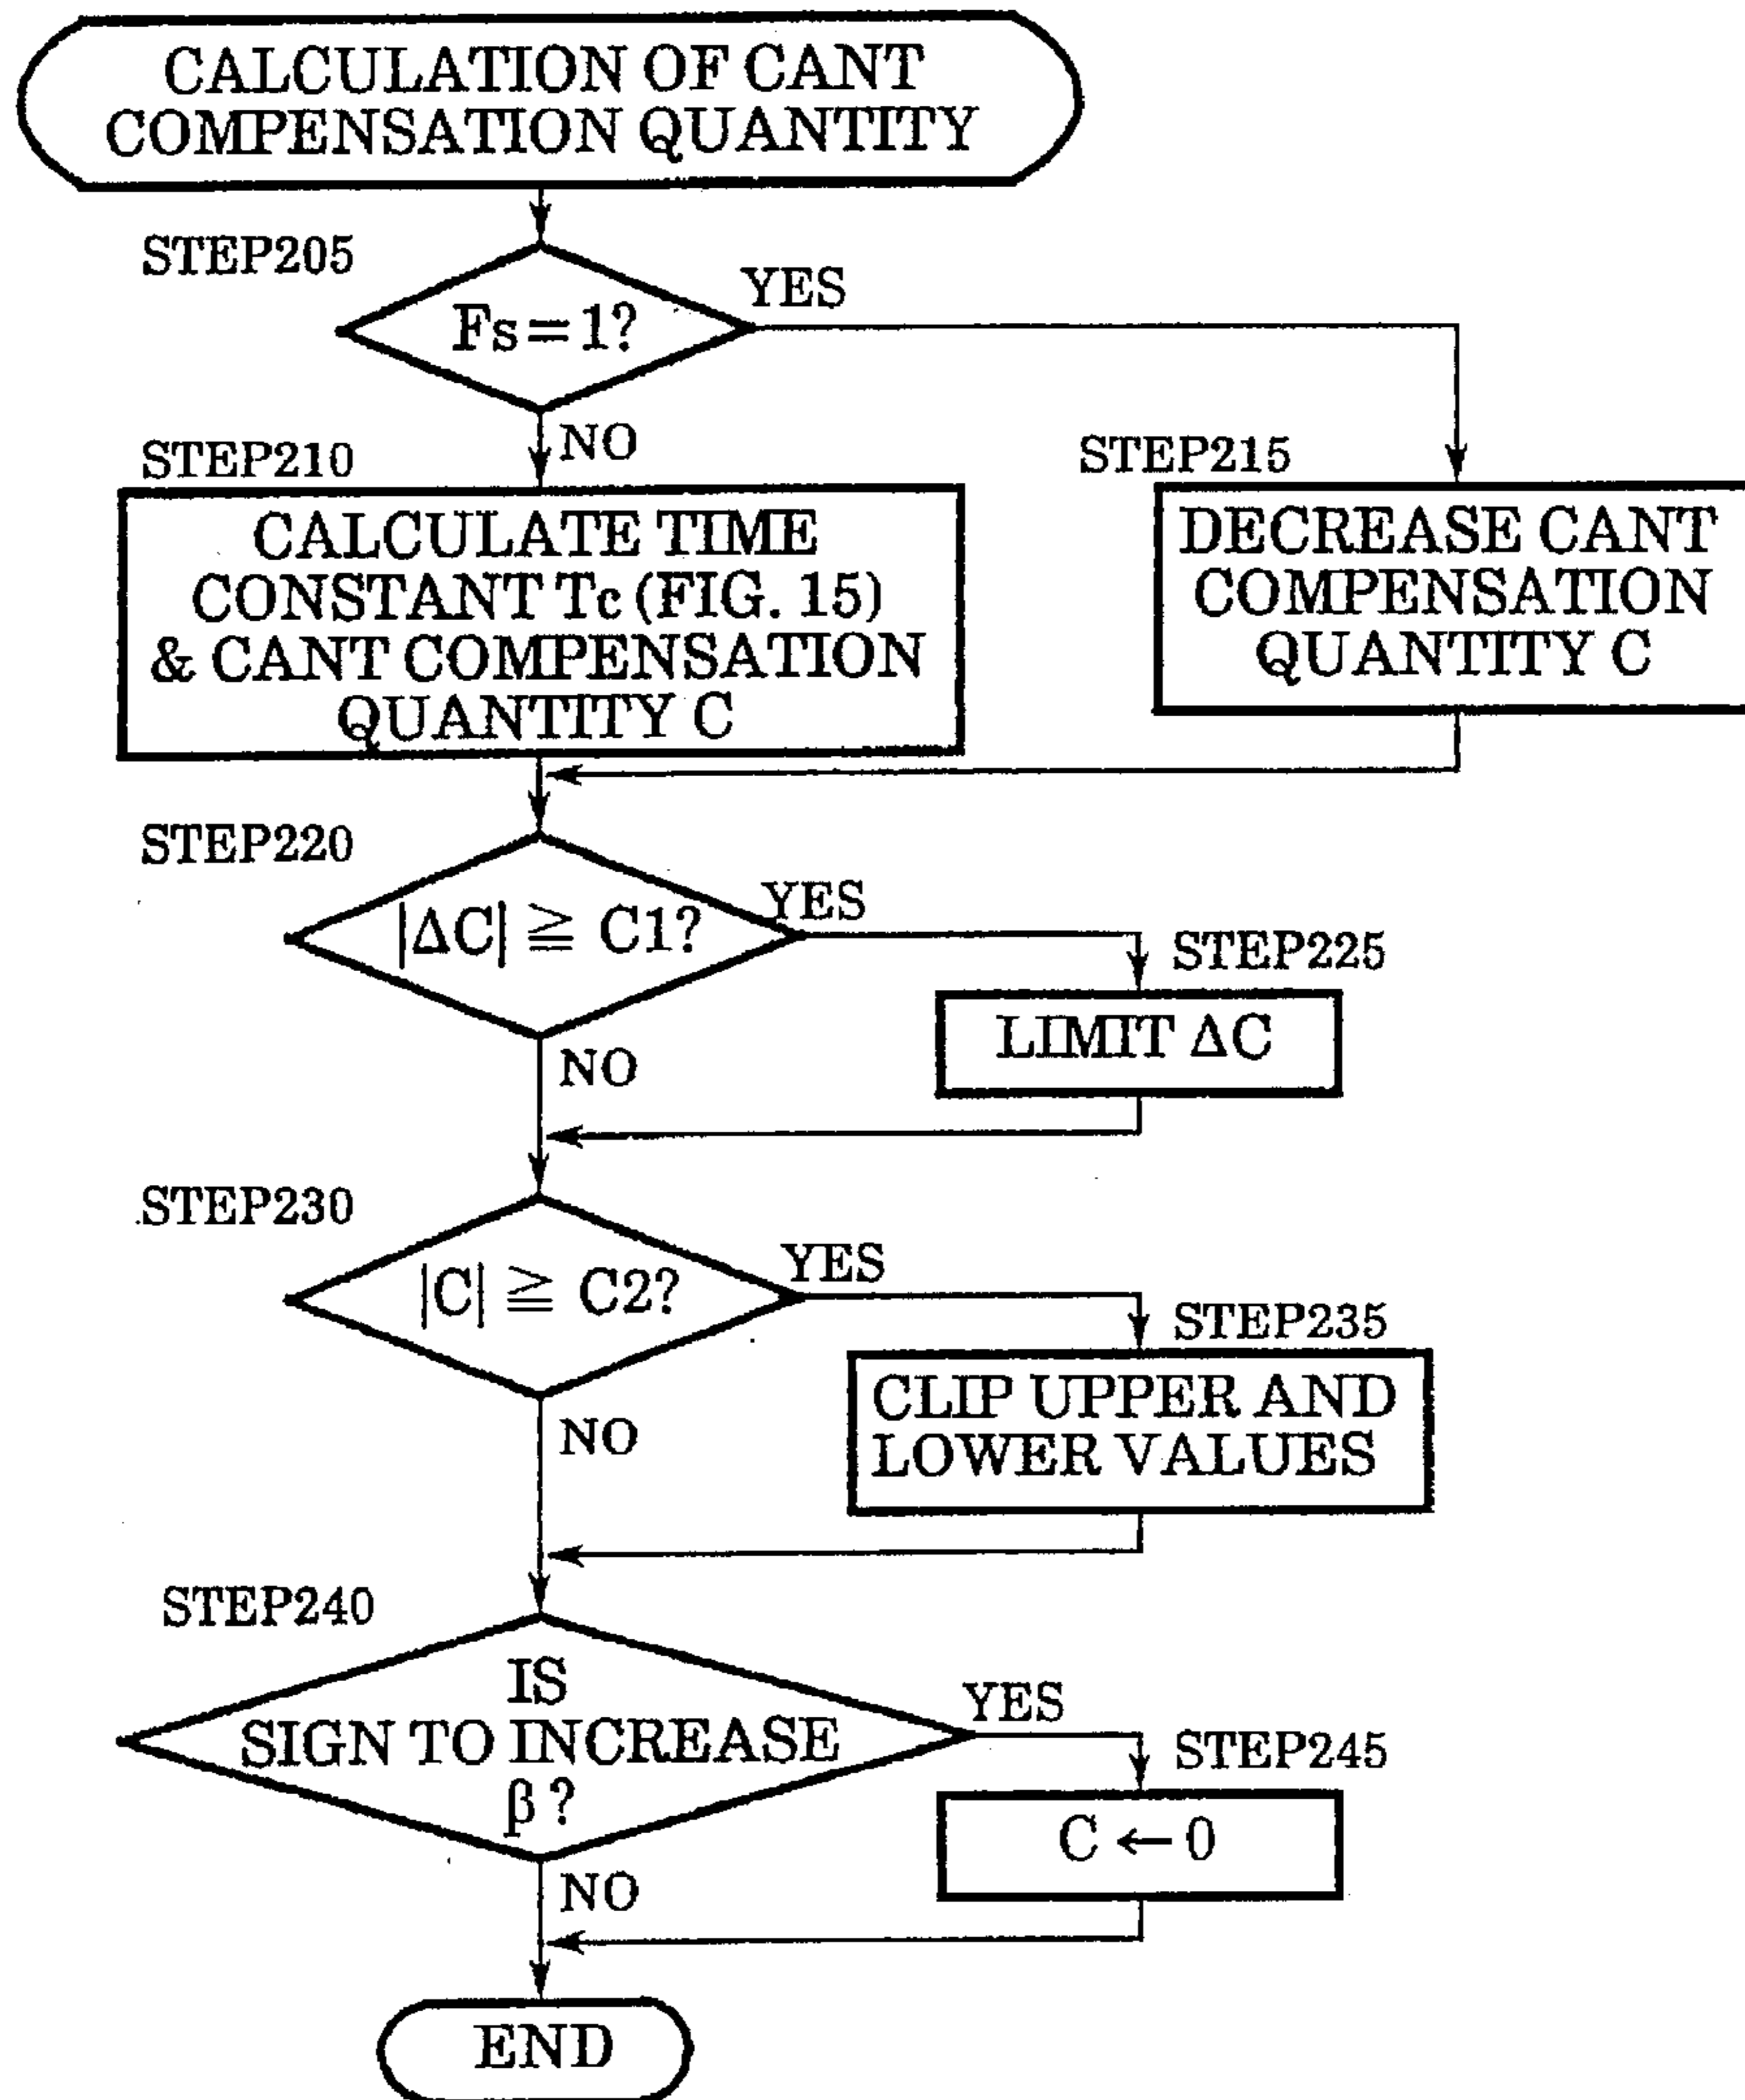 CALCULATION OF CANT
COMPENSATION QUANTITY
STEP205
Fs=1?
YES
NO
STEP210
CALCULATE TIME
CONSTANT Tc (FIG. 15)
& CANT COMPENSATION
QUANTITY C
STEP215
DECREASE CANT
COMPENSATION
QUANTITY C
STEP220
|ΔC| ≧ C1?
YES
NO
STEP225
LIMIT ΔC
STEP230
|C| ≧ C2?
YES
NO
STEP235
CLIP UPPER AND
LOWER VALUES
STEP240
IS
SIGN TO INCREASE
β?
YES
NO
STEP245
C ← 0
END